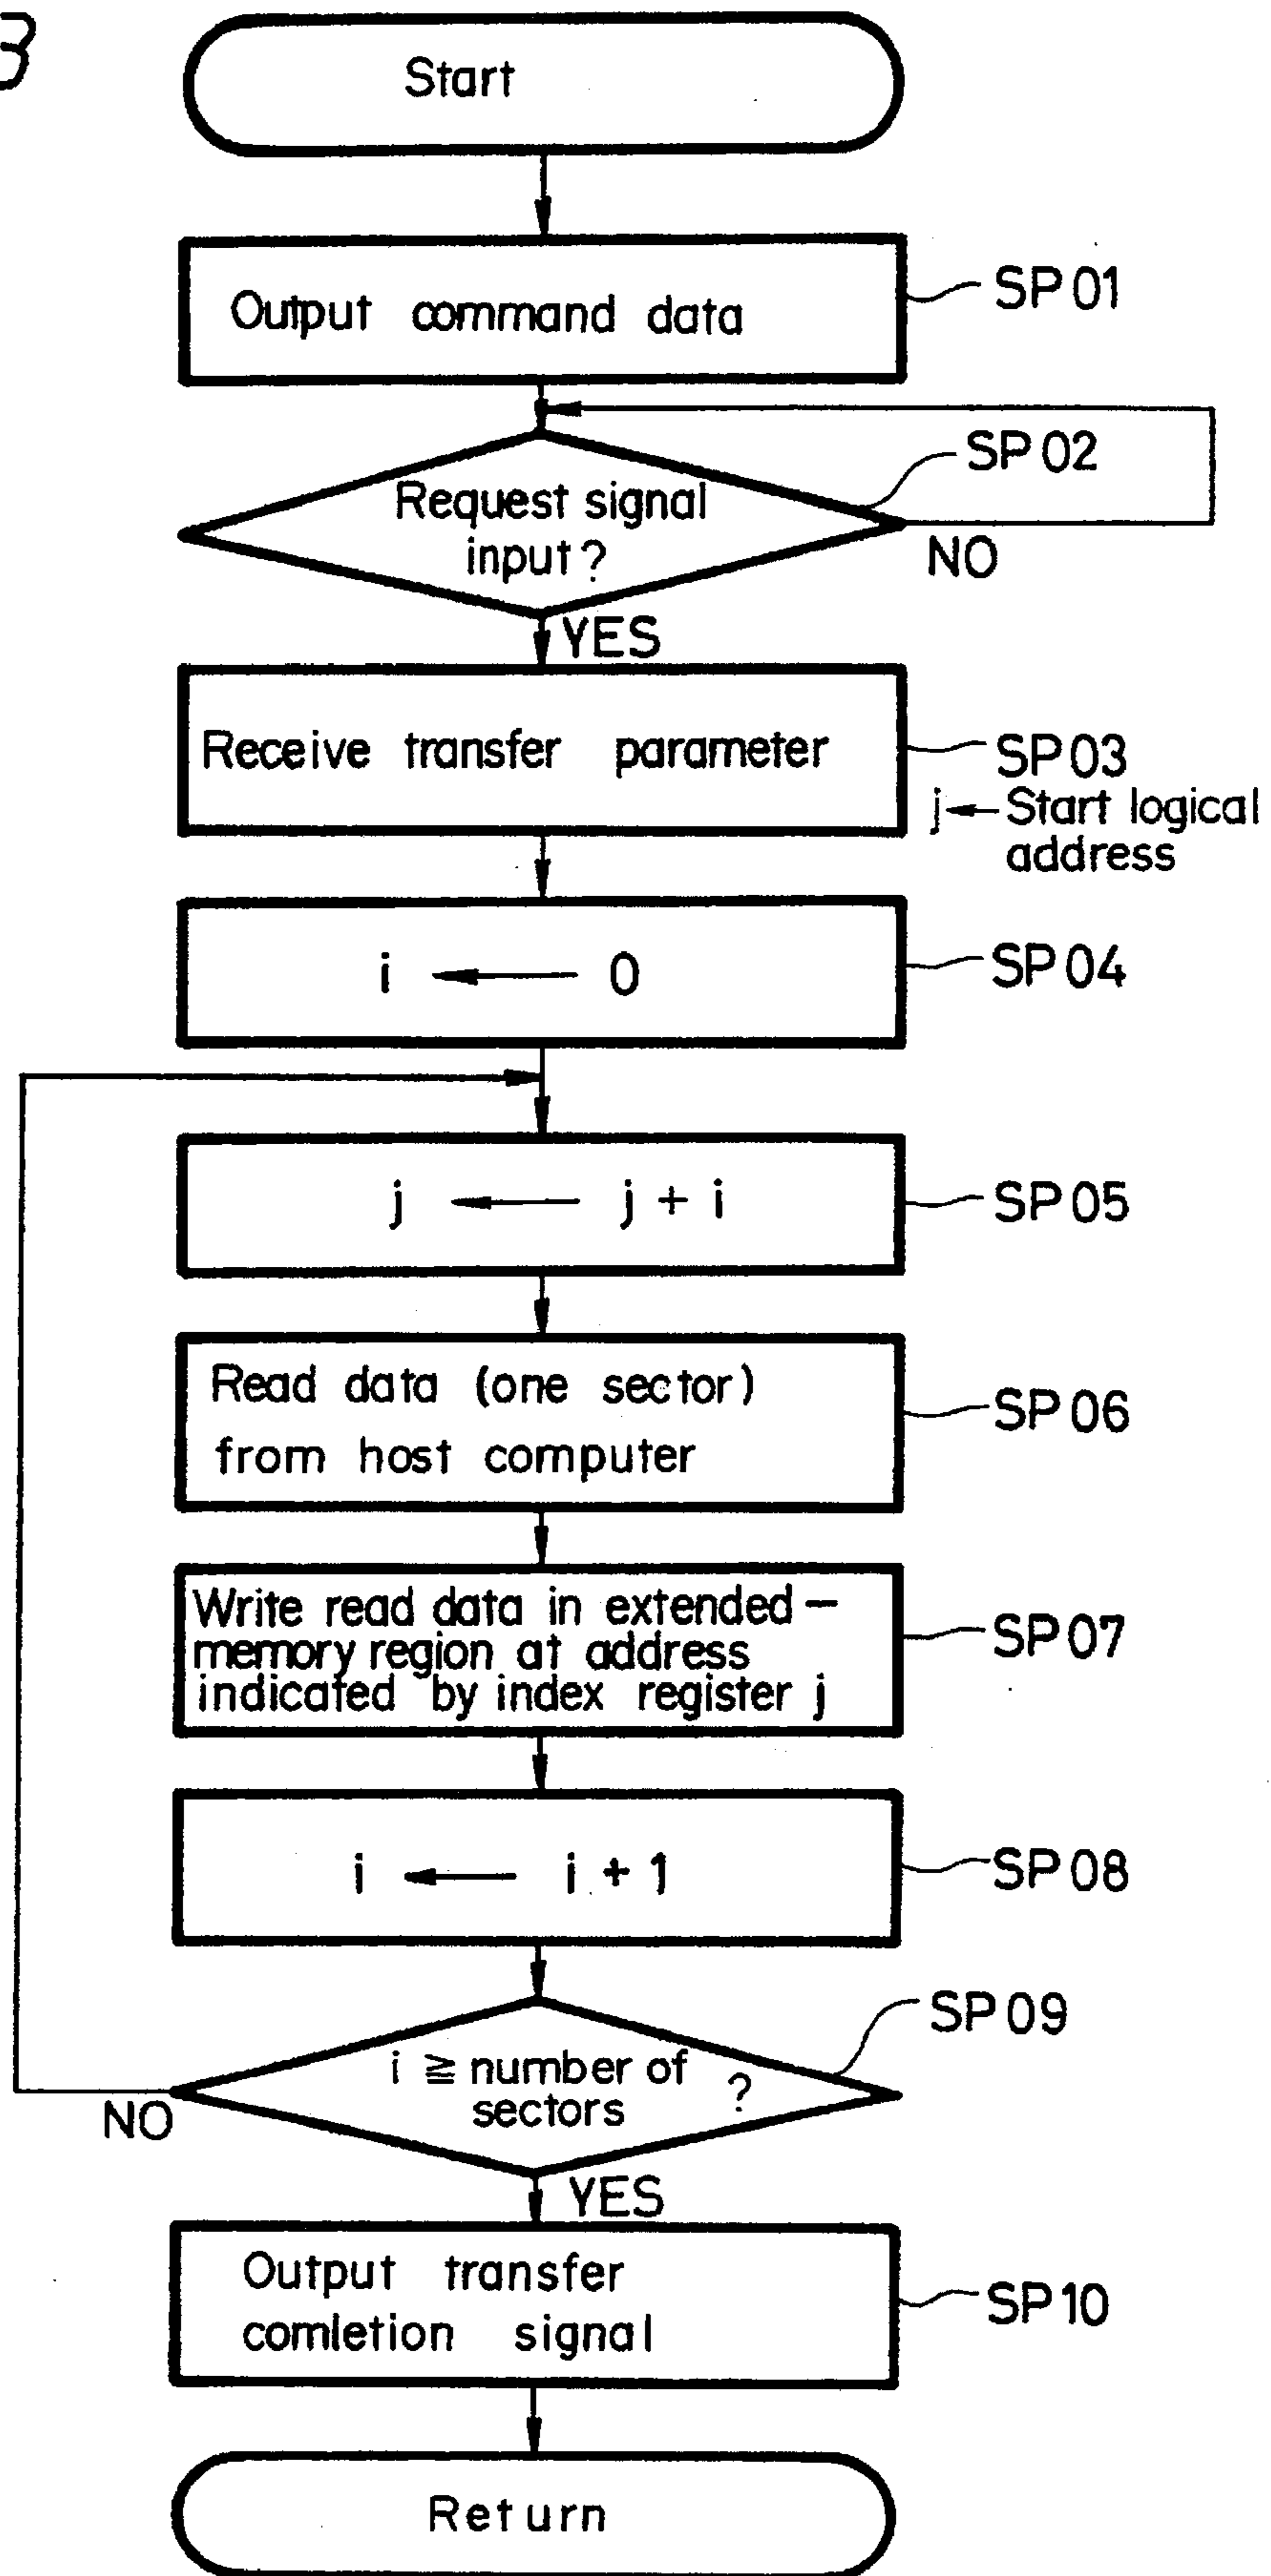 3
Start
Output command data
SP01
SP02
Request signal
input?
NO
YES
Receive transfer parameter
SP03
j ← Start logical
address
i ← 0
SP04
j ← j + i
SP05
Read data (one sector)
from host computer
SP06
Write read data in extended-
memory region at address
indicated by index register j
SP07
i ← i + 1
SP08
SP09
i ≧ number of
sectors ?
NO
YES
Output transfer
comletion signal
SP10
Return